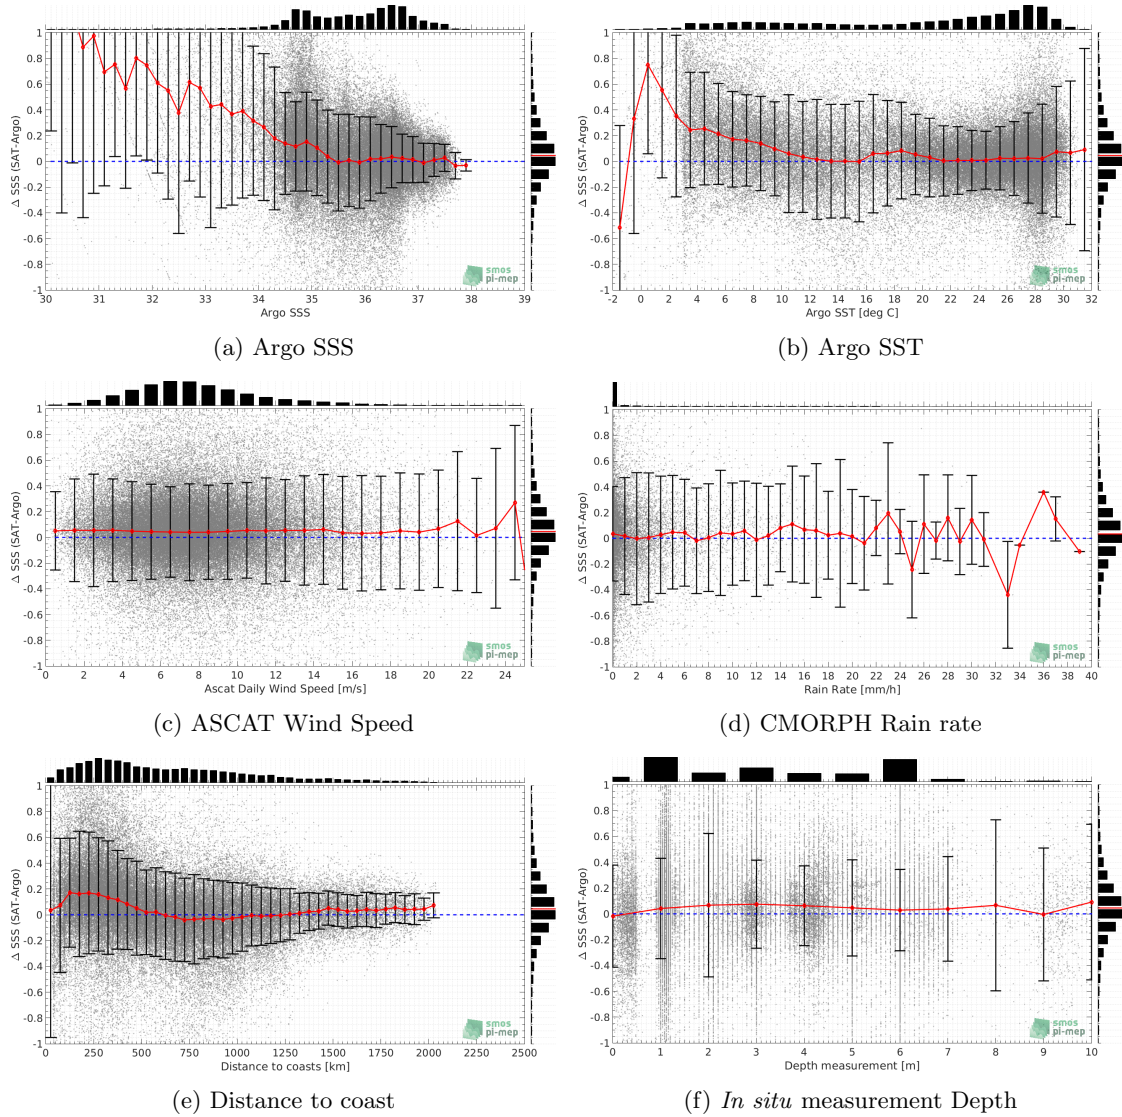 1
0.8
0.6
0.4
0.2
0
-0.2
-0.4
-0.6
-0.8
-1
Δ SSS (SAT-Argo)
30 31 32 33 34 35 36 37 38 39
Argo SSS
smos
pi-mep
(a) Argo SSS
1
0.8
0.6
0.4
0.2
0
-0.2
-0.4
-0.6
-0.8
-1
Δ SSS (SAT-Argo)
-2 0 2 4 6 8 10 12 14 16 18 20 22 24 26 28 30 32
Argo SST [deg C]
smos
pi-mep
(b) Argo SST
1
0.8
0.6
0.4
0.2
0
-0.2
-0.4
-0.6
-0.8
-1
Δ SSS (SAT-Argo)
0 2 4 6 8 10 12 14 16 18 20 22 24
Ascat Daily Wind Speed [m/s]
smos
pi-mep
(c) ASCAT Wind Speed
1
0.8
0.6
0.4
0.2
0
-0.2
-0.4
-0.6
-0.8
-1
Δ SSS (SAT-Argo)
0 2 4 6 8 10 12 14 16 18 20 22 24 26 28 30 32 34 36 38 40
Rain Rate [mm/h]
smos
pi-mep
(d) CMORPH Rain rate
1
0.8
0.6
0.4
0.2
0
-0.2
-0.4
-0.6
-0.8
-1
Δ SSS (SAT-Argo)
0 250 500 750 1000 1250 1500 1750 2000 2250 2500
Distance to coasts [km]
smos
pi-mep
(e) Distance to coast
1
0.8
0.6
0.4
0.2
0
-0.2
-0.4
-0.6
-0.8
-1
Δ SSS (SAT-Argo)
0 1 2 3 4 5 6 7 8 9 10
Depth measurement [m]
smos
pi-mep
(f) In situ measurement Depth